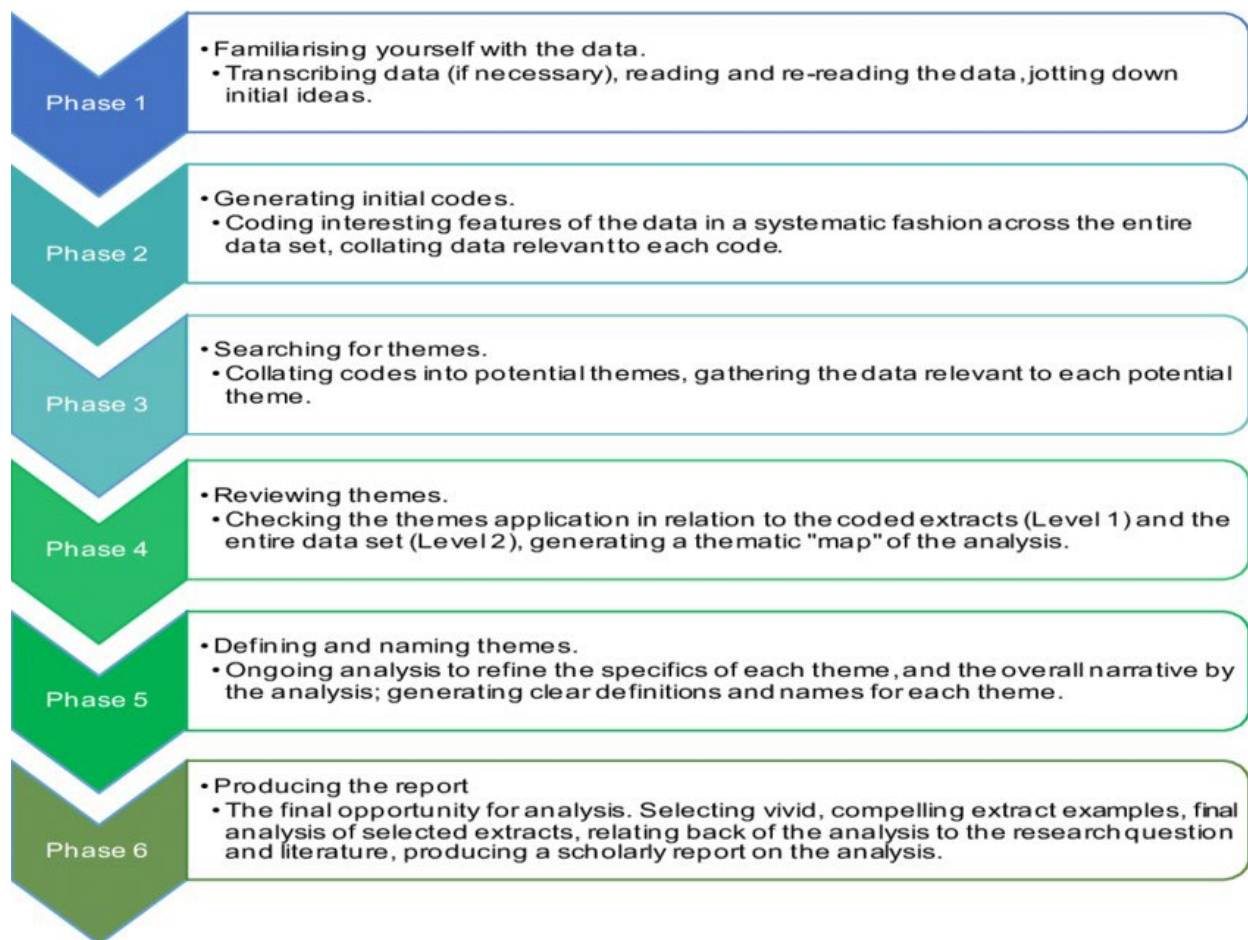 Phase 1
• Familiarising yourself with the data.
• Transcribing data (if necessary), reading and re-reading the data, jotting down
initial ideas.
Phase 2
• Generating initial codes.
• Coding interesting features of the data in a systematic fashion across the entire
data set, collating data relevant to each code.
Phase 3
• Searching for themes.
• Collating codes into potential themes, gathering the data relevant to each potential
theme.
Phase 4
• Reviewing themes.
• Checking the themes application in relation to the coded extracts (Level 1) and the
entire data set (Level 2), generating a thematic "map" of the analysis.
Phase 5
• Defining and naming themes.
• Ongoing analysis to refine the specifics of each theme, and the overall narrative by
the analysis; generating clear definitions and names for each theme.
Phase 6
• Producing the report
• The final opportunity for analysis. Selecting vivid, compelling extract examples, final
analysis of selected extracts, relating back of the analysis to the research question
and literature, producing a scholarly report on the analysis.